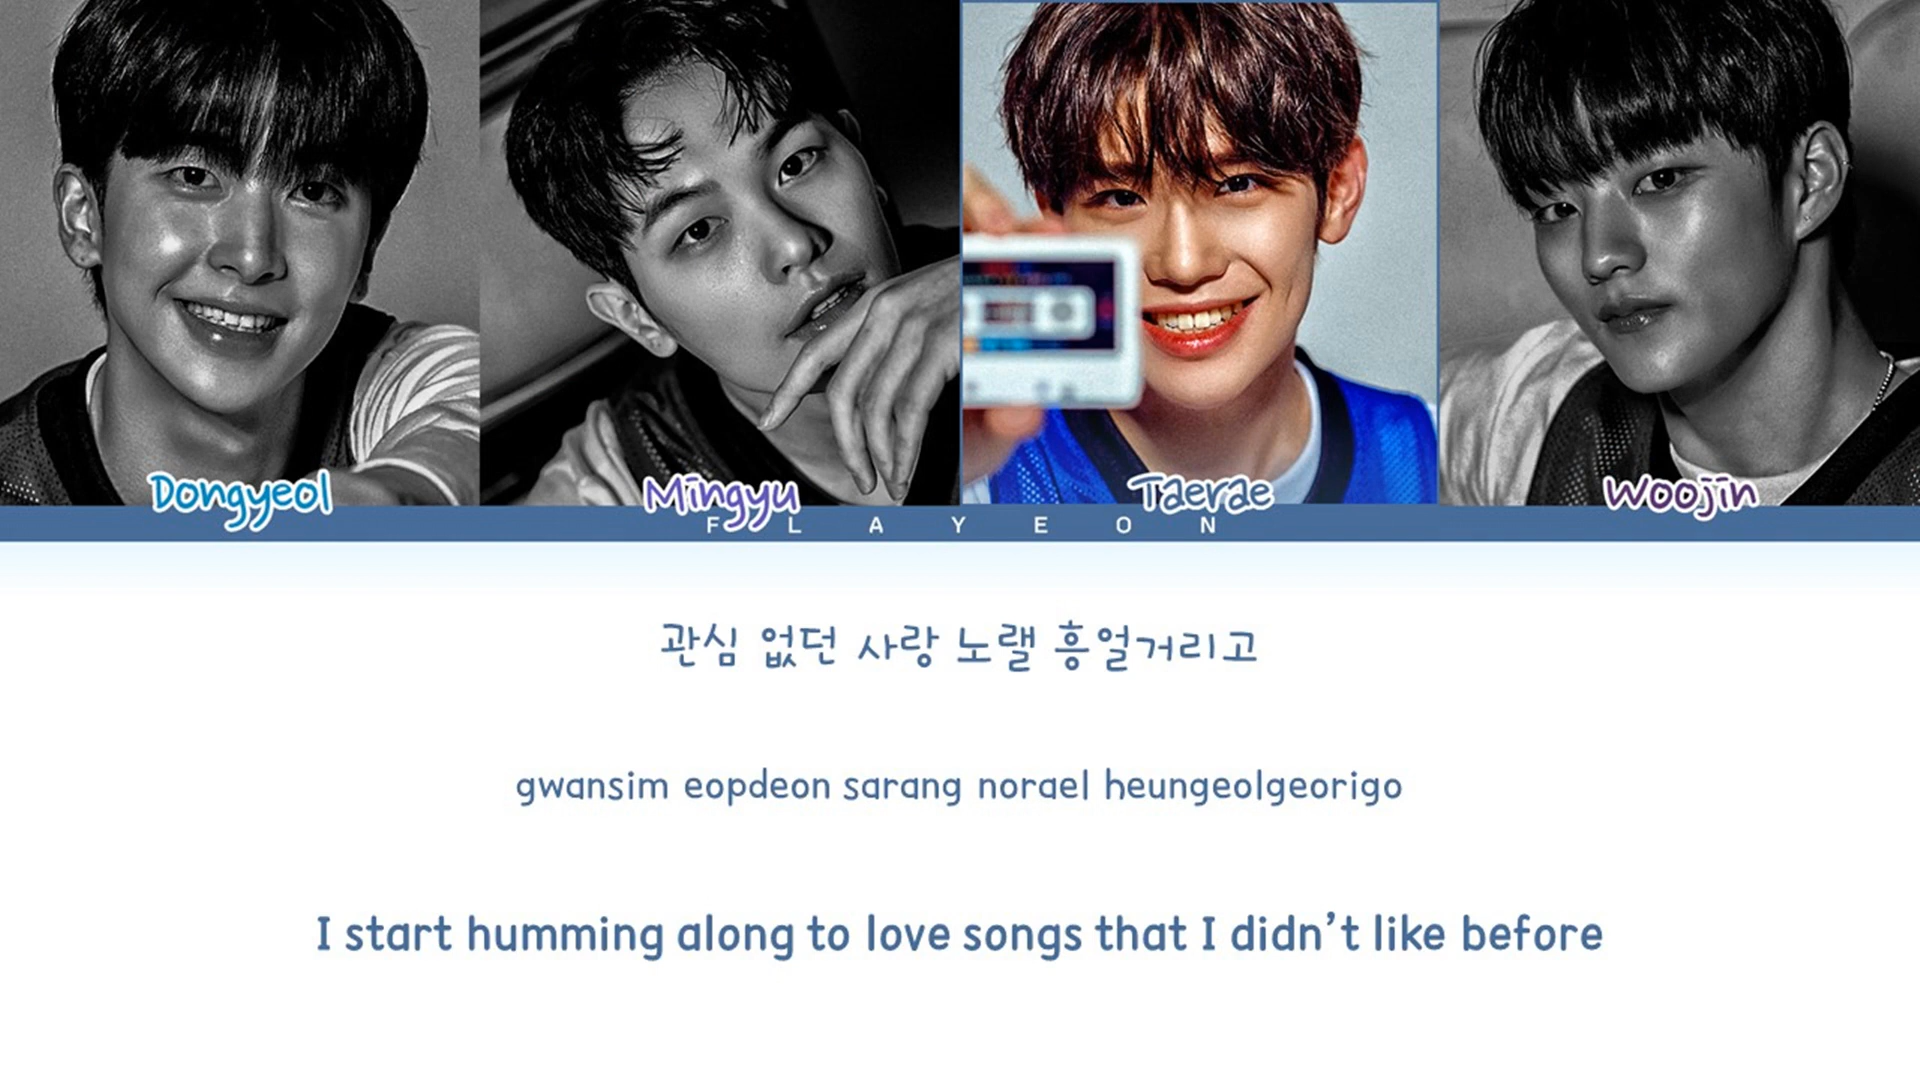 Dongyeol
Mingyu
Taerae
Woojin
FLAYEON
관심 없던 사랑 노랠 흥얼거리고
gwansim eopdeon sarang norael heungeolgeorigo
I start humming along to love songs that I didn't like before